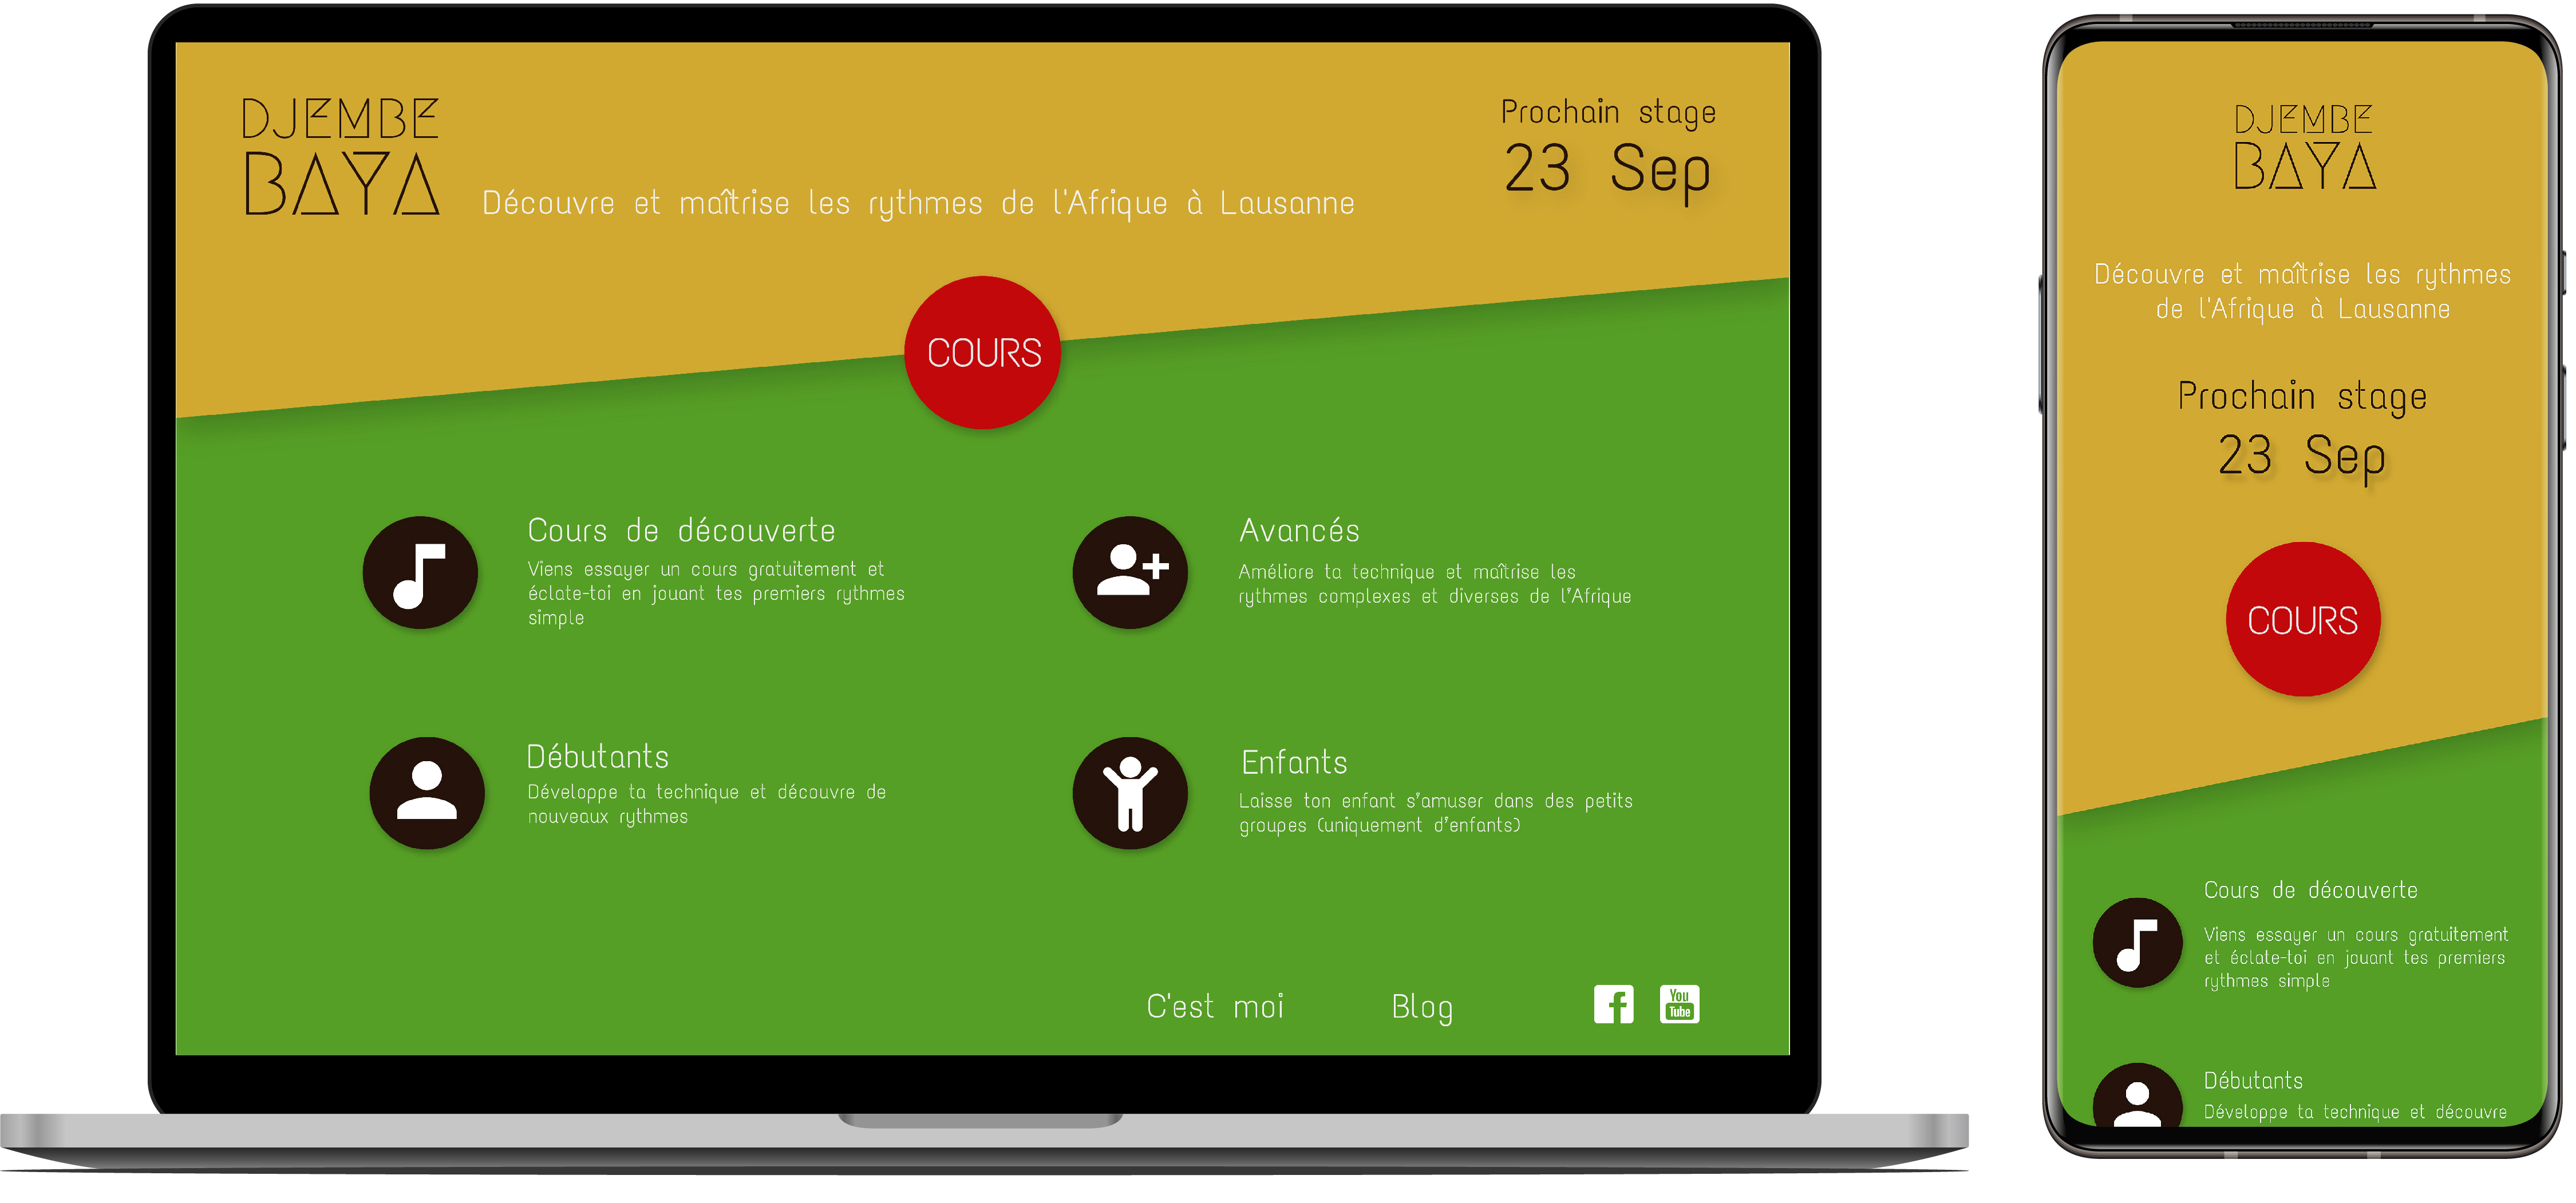 DJEMBE
BAYA
Découvre et maîtrise les rythmes de l'Afrique à Lausanne
Prochain stage
23 Sep
COURS
Cours de découverte
Viens essayer un cours gratuitement et
éclate-toi en jouant tes premiers rythmes
simple
Avancés
Améliore ta technique et maîtrise les
rythmes complexes et diverses de l'Afrique
Débutants
Développe ta technique et découvre de
nouveaux rythmes
Enfants
Laisse ton enfant s'amuser dans des petits
groupes (uniquement d'enfants)
C'est moi
Blog
f
You
Tube
DJEMBE
BAYA
Découvre et maîtrise les rythmes
de l'Afrique à Lausanne
Prochain stage
23 Sep
COURS
Cours de découverte
Viens essayer un cours gratuitement
et éclate-toi en jouant tes premiers
rythmes simple
Débutants
Développe ta technique et découvre